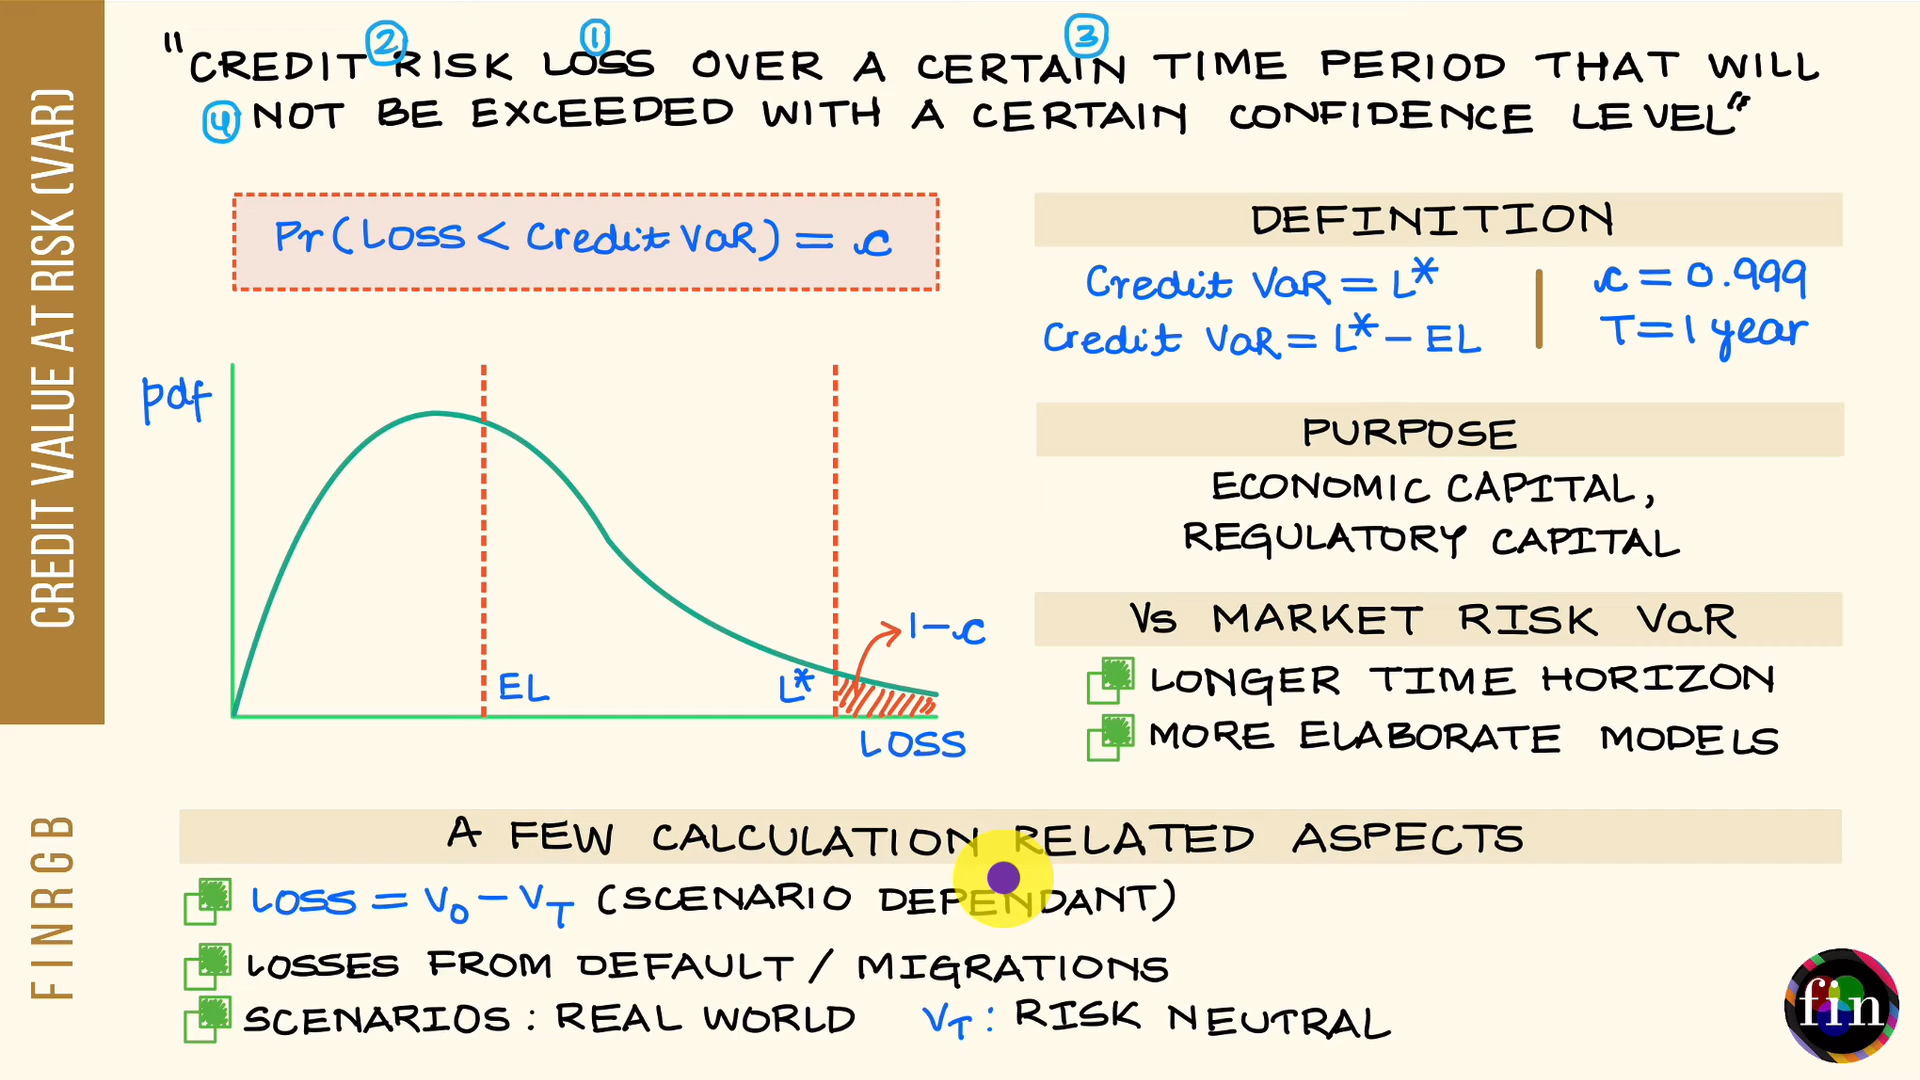 CREDIT VALUE AT RISK (VAR)
FINRGB
2 1 3
"CREDIT RISK LOSS OVER A CERTAIN TIME PERIOD THAT WILL
4 NOT BE EXCEEDED WITH A CERTAIN CONFIDENCE LEVEL"
Pr(LOSS < Credit VaR) = c
pdf
EL
L*
1-c
LOSS
DEFINITION
Credit VaR = L*
Credit VaR = L* - EL
c = 0.999
T = 1 year
PURPOSE
ECONOMIC CAPITAL,
REGULATORY CAPITAL
Vs MARKET RISK VaR
LONGER TIME HORIZON
MORE ELABORATE MODELS
A FEW CALCULATION RELATED ASPECTS
LOSS = V₀ - V_T (SCENARIO DEPENDANT)
LOSSES FROM DEFAULT / MIGRATIONS
SCENARIOS : REAL WORLD V_T : RISK NEUTRAL
fin